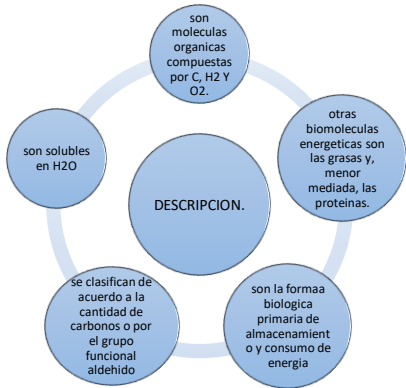 son
moleculas
organicas
compuestas
por C, H2 Y
O2.
otras
biomoleculas
energeticas son
las grasas y,
menor
mediada, las
proteinas.
son la formaa
biologica
primaria de
almacenamient
o y consumo de
energia
se clasifican de
acuerdo a la
cantidad de
carbonos o por
el grupo
funcional
aldehido
son solubles
en H2O
DESCRIPCION.